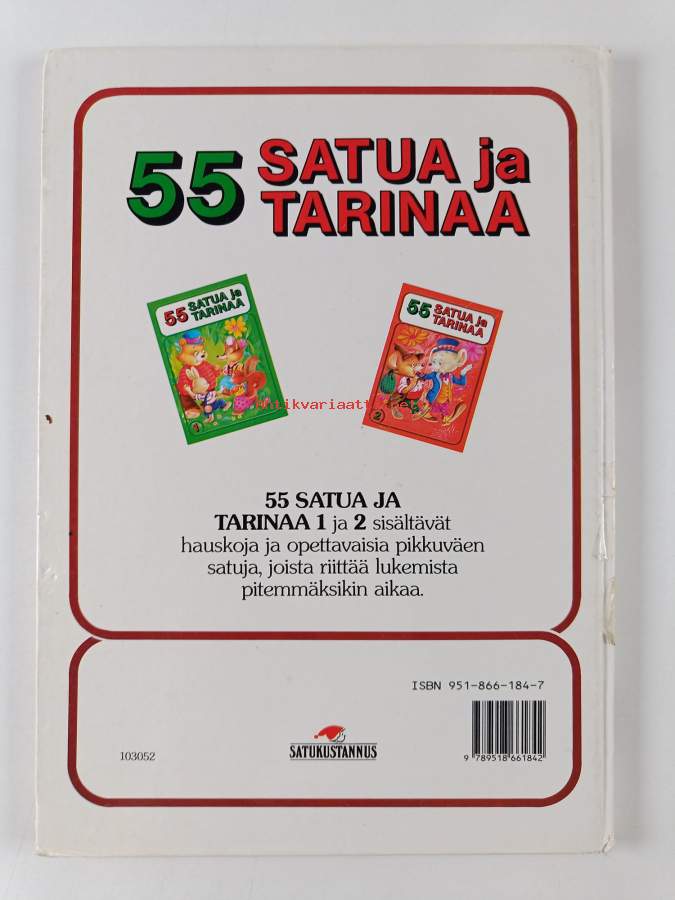 55 SATUA ja
TARINAA
55 SATUA ja
TARINAA
1
55 SATUA ja
TARINAA
2
55 SATUA JA
TARINAA 1 ja 2 sisältävät
hauskoja ja opettavaisia pikkuväen
satuja, joista riittää lukemista
pitemmäksikin aikaa.
ISBN 951-866-184-7
9 789518 661842
SATUKUSTANNUS
103052